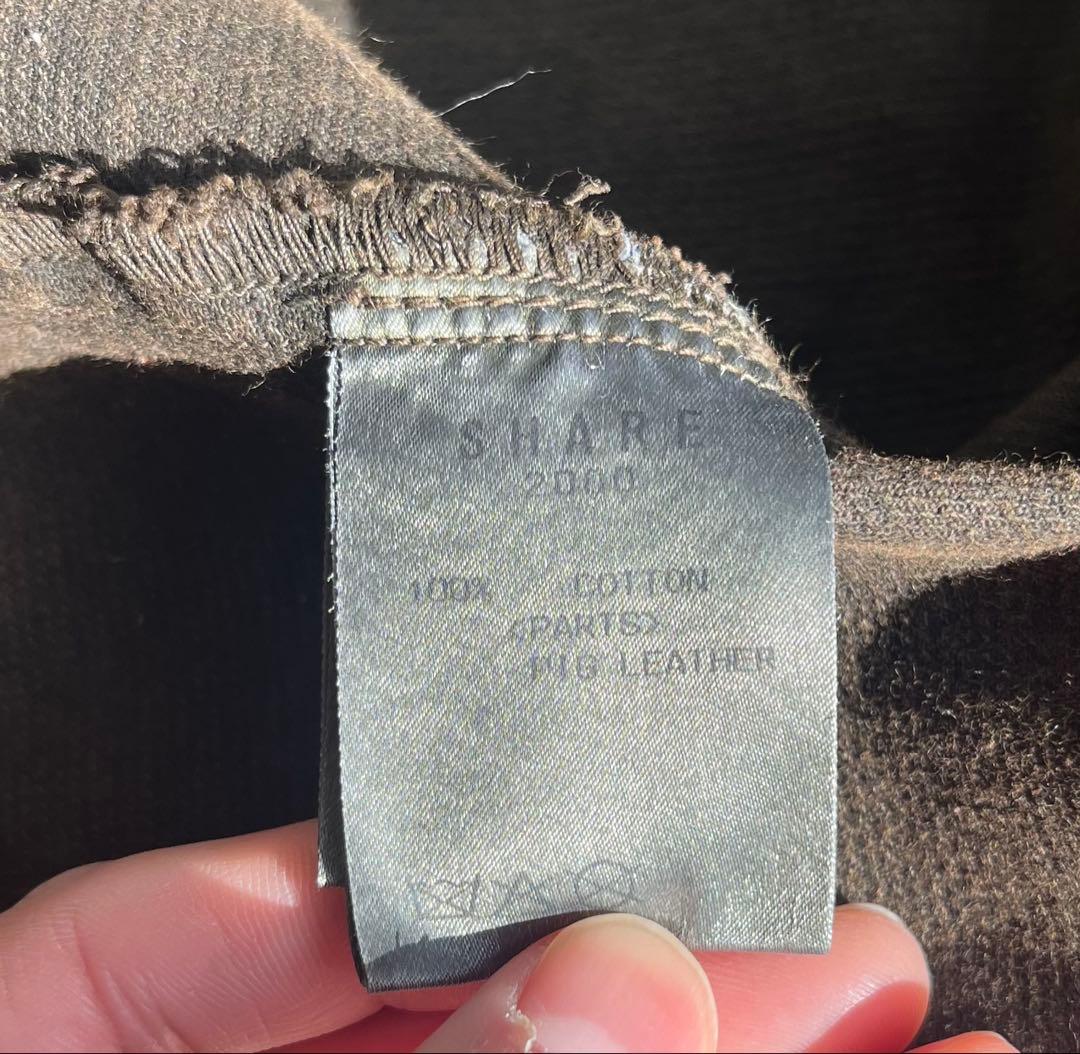 SHARE
2000
100% COTTON
<PARTS>
PIG LEATHER